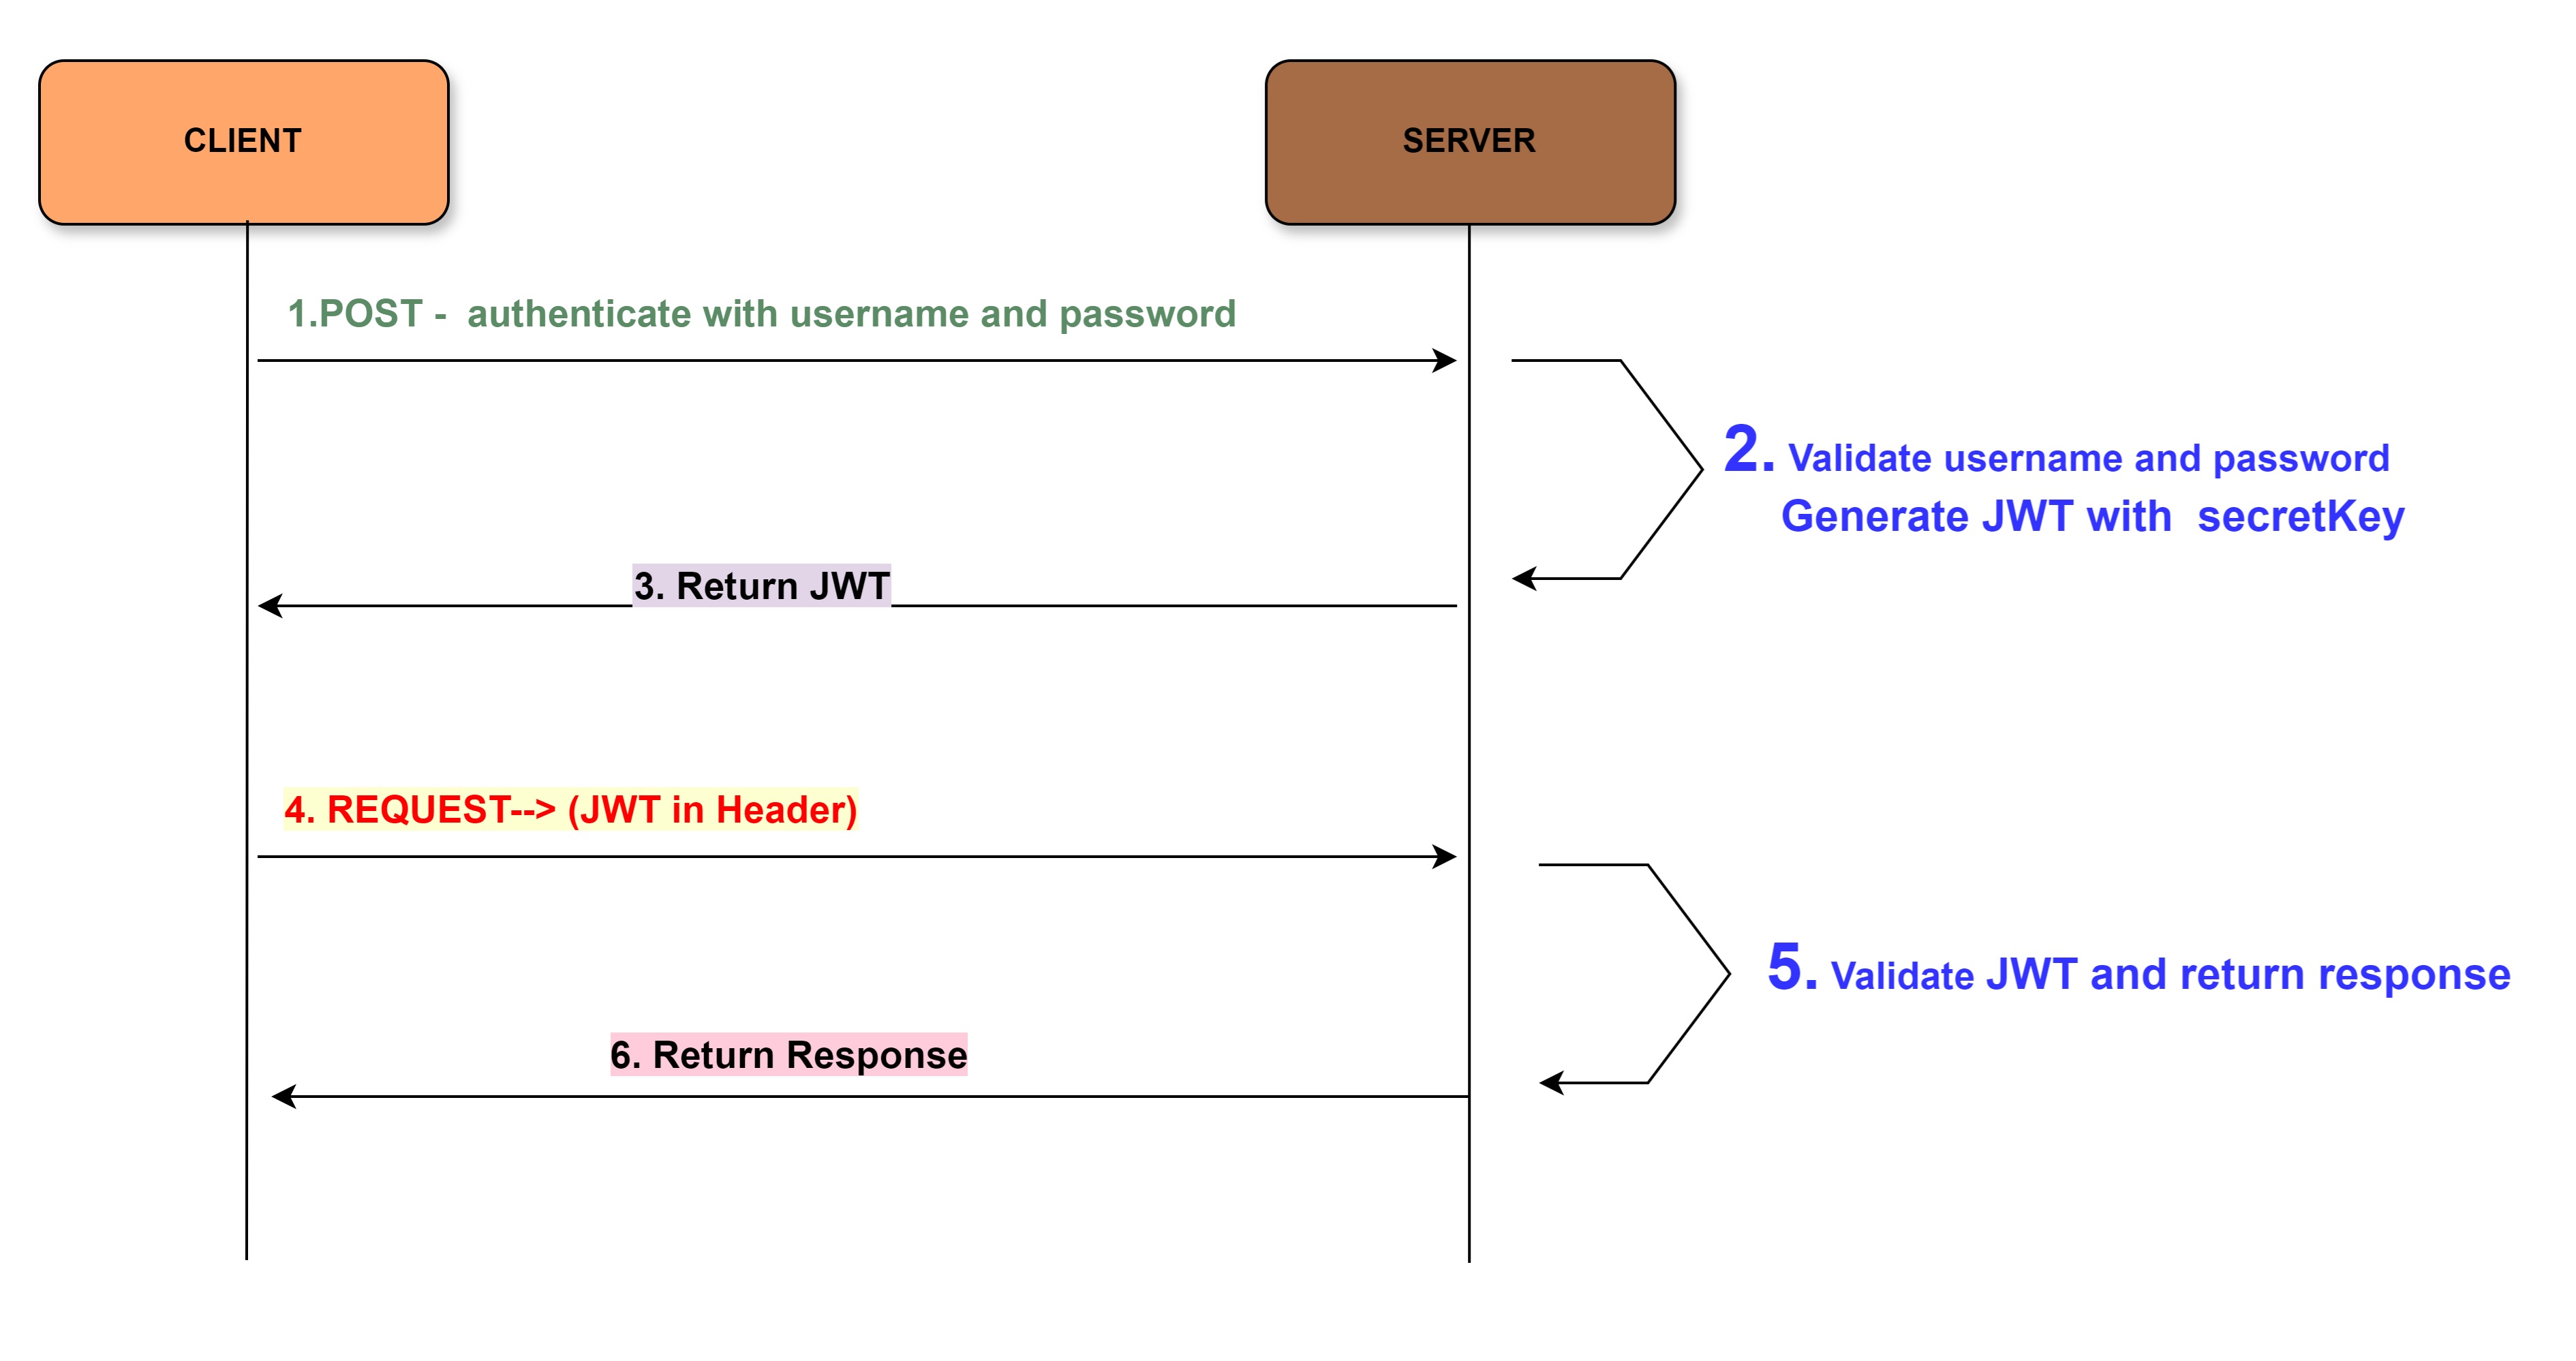 CLIENT
SERVER
1.POST - authenticate with username and password
2. Validate username and password
Generate JWT with secretKey
3. Return JWT
4. REQUEST--> (JWT in Header)
5. Validate JWT and return response
6. Return Response